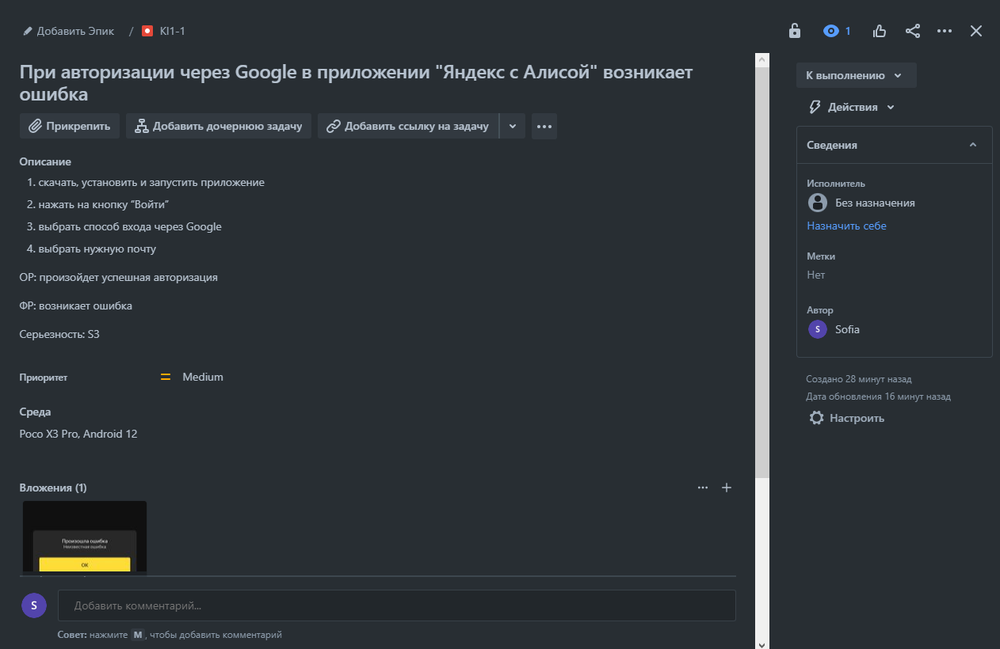 Добавить Эпик / KI1-1
1
При авторизации через Google в приложении "Яндекс с Алисой" возникает
ошибка
Прикрепить
Добавить дочернюю задачу
Добавить ссылку на задачу
Описание
1. скачать, установить и запустить приложение
2. нажать на кнопку “Войти”
3. выбрать способ входа через Google
4. выбрать нужную почту
ОР: произойдет успешная авторизация
ФР: возникает ошибка
Серьезность: S3
Приоритет
Medium
Среда
Poco X3 Pro, Android 12
Вложения (1)
Произошла ошибка
Неизвестная ошибка
ОК
S
Добавить комментарий...
Совет: нажмите M, чтобы добавить комментарий
К выполнению
Действия
Сведения
Исполнитель
Без назначения
Назначить себе
Метки
Нет
Автор
S
Sofia
Создано 28 минут назад
Дата обновления 16 минут назад
Настроить